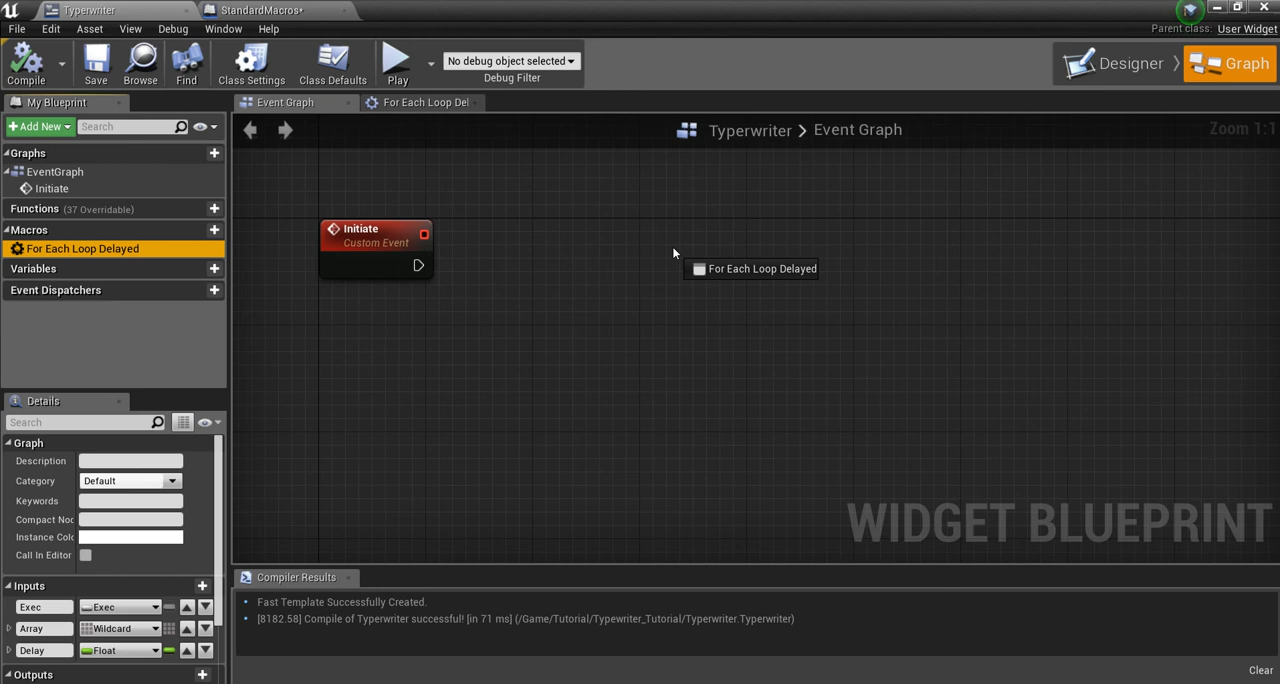 Typerwriter
StandardMacros*
File Edit Asset View Debug Window Help
Parent class: User Widget
Compile
Save
Browse
Find
Class Settings
Class Defaults
Play
No debug object selected
Debug Filter
Designer
Graph
My Blueprint
Event Graph
For Each Loop Del
Add New
Search
Typerwriter > Event Graph
Zoom 1:1
Graphs
EventGraph
Initiate
Functions (37 Overridable)
Macros
For Each Loop Delayed
Variables
Event Dispatchers
Initiate
Custom Event
For Each Loop Delayed
Details
Search
Graph
Description
Category Default
Keywords
Compact Noc
Instance Colo
Call In Editor
Inputs
Exec Exec
Array Wildcard
Delay Float
Outputs
WIDGET BLUEPRINT
Compiler Results
Fast Template Successfully Created.
[8182.58] Compile of Typerwriter successful! [in 71 ms] (/Game/Tutorial/Typewriter_Tutorial/Typerwriter.Typerwriter)
Clear